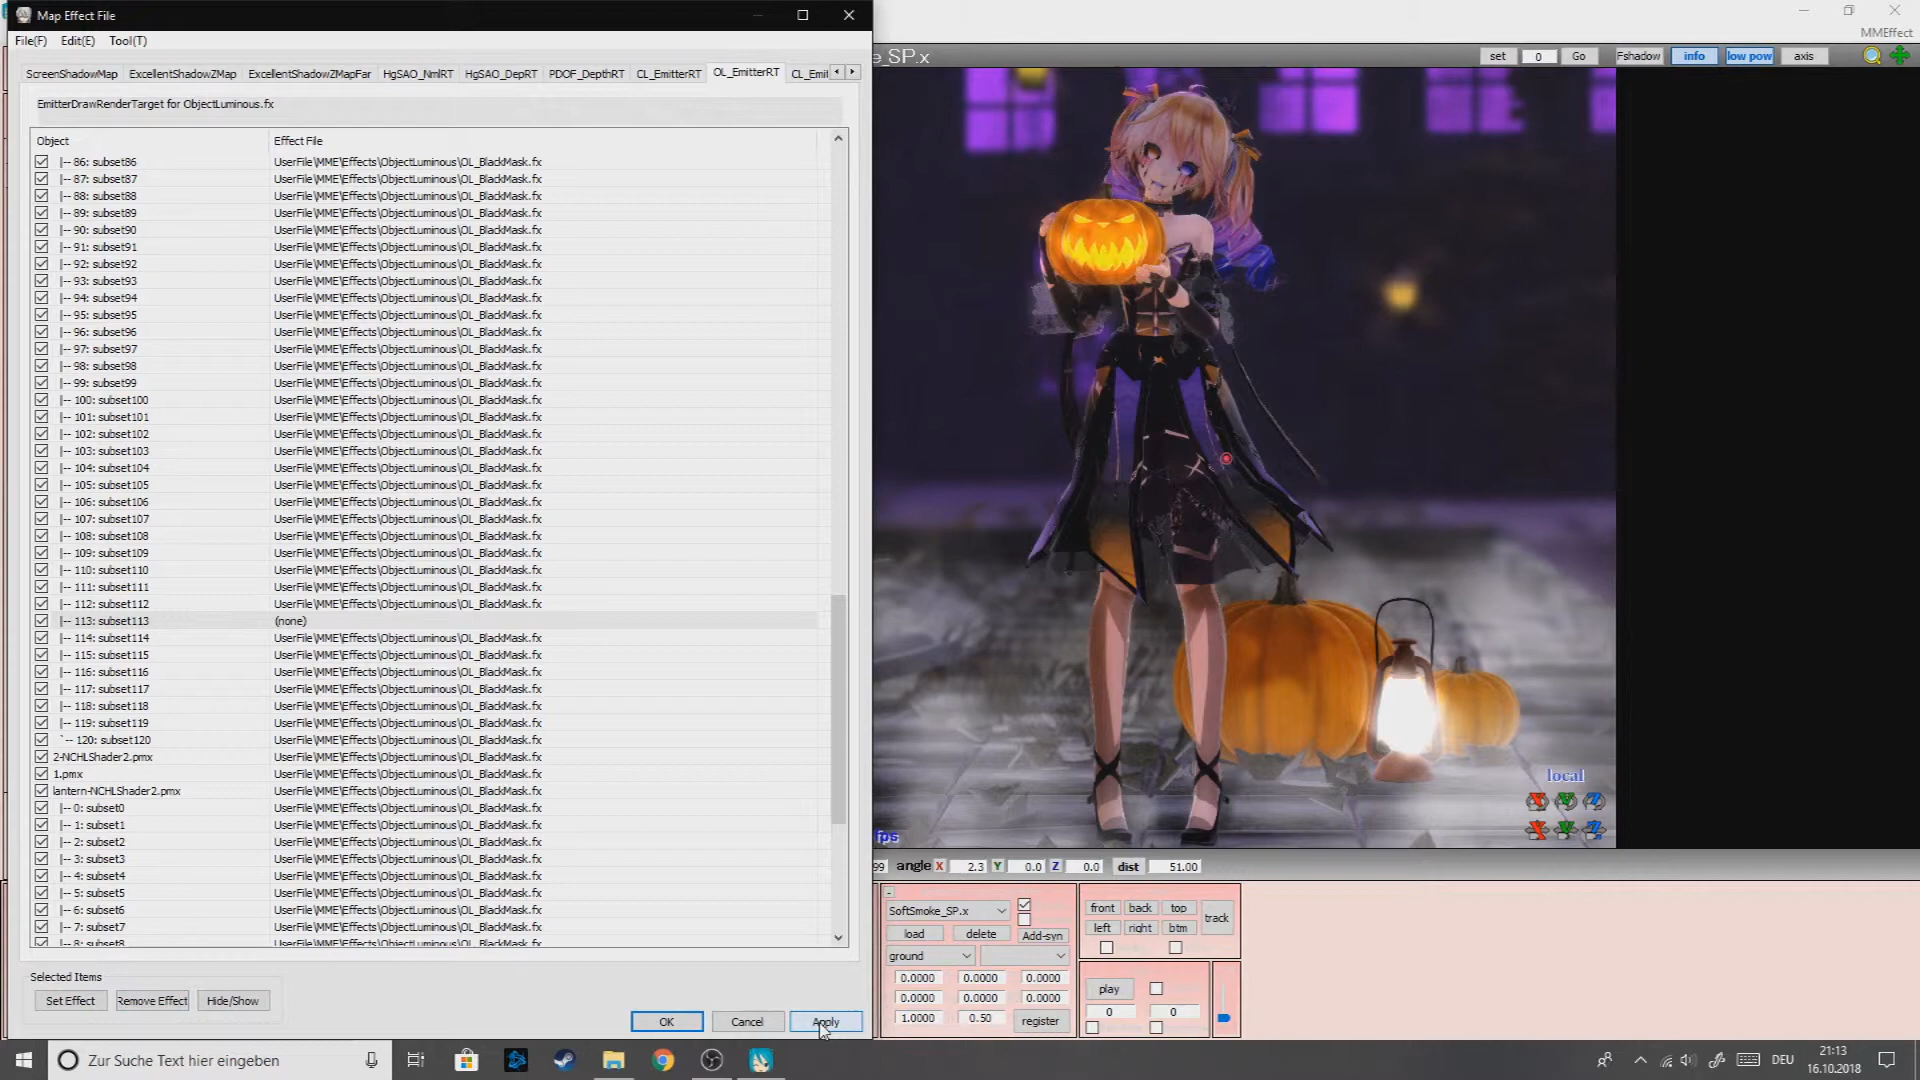 Map Effect File
File(F) Edit(E) Tool(T)
MMEffect
_SP.x
set 0 Go Fshadow info low pow axis
ScreenShadowMap ExcellentShadowZMap ExcellentShadowZMapFar HgSAO_NmlRT HgSAO_DepRT PDOF_DepthRT CL_EmitterRT OL_EmitterRT CL_Emit
EmitterDrawRenderTarget for ObjectLuminous.fx
Object Effect File
|-- 86: subset86 UserFile\MME\Effects\ObjectLuminous\OL_BlackMask.fx
|-- 87: subset87 UserFile\MME\Effects\ObjectLuminous\OL_BlackMask.fx
|-- 88: subset88 UserFile\MME\Effects\ObjectLuminous\OL_BlackMask.fx
|-- 89: subset89 UserFile\MME\Effects\ObjectLuminous\OL_BlackMask.fx
|-- 90: subset90 UserFile\MME\Effects\ObjectLuminous\OL_BlackMask.fx
|-- 91: subset91 UserFile\MME\Effects\ObjectLuminous\OL_BlackMask.fx
|-- 92: subset92 UserFile\MME\Effects\ObjectLuminous\OL_BlackMask.fx
|-- 93: subset93 UserFile\MME\Effects\ObjectLuminous\OL_BlackMask.fx
|-- 94: subset94 UserFile\MME\Effects\ObjectLuminous\OL_BlackMask.fx
|-- 95: subset95 UserFile\MME\Effects\ObjectLuminous\OL_BlackMask.fx
|-- 96: subset96 UserFile\MME\Effects\ObjectLuminous\OL_BlackMask.fx
|-- 97: subset97 UserFile\MME\Effects\ObjectLuminous\OL_BlackMask.fx
|-- 98: subset98 UserFile\MME\Effects\ObjectLuminous\OL_BlackMask.fx
|-- 99: subset99 UserFile\MME\Effects\ObjectLuminous\OL_BlackMask.fx
|-- 100: subset100 UserFile\MME\Effects\ObjectLuminous\OL_BlackMask.fx
|-- 101: subset101 UserFile\MME\Effects\ObjectLuminous\OL_BlackMask.fx
|-- 102: subset102 UserFile\MME\Effects\ObjectLuminous\OL_BlackMask.fx
|-- 103: subset103 UserFile\MME\Effects\ObjectLuminous\OL_BlackMask.fx
|-- 104: subset104 UserFile\MME\Effects\ObjectLuminous\OL_BlackMask.fx
|-- 105: subset105 UserFile\MME\Effects\ObjectLuminous\OL_BlackMask.fx
|-- 106: subset106 UserFile\MME\Effects\ObjectLuminous\OL_BlackMask.fx
|-- 107: subset107 UserFile\MME\Effects\ObjectLuminous\OL_BlackMask.fx
|-- 108: subset108 UserFile\MME\Effects\ObjectLuminous\OL_BlackMask.fx
|-- 109: subset109 UserFile\MME\Effects\ObjectLuminous\OL_BlackMask.fx
|-- 110: subset110 UserFile\MME\Effects\ObjectLuminous\OL_BlackMask.fx
|-- 111: subset111 UserFile\MME\Effects\ObjectLuminous\OL_BlackMask.fx
|-- 112: subset112 UserFile\MME\Effects\ObjectLuminous\OL_BlackMask.fx
|-- 113: subset113 (none)
|-- 114: subset114 UserFile\MME\Effects\ObjectLuminous\OL_BlackMask.fx
|-- 115: subset115 UserFile\MME\Effects\ObjectLuminous\OL_BlackMask.fx
|-- 116: subset116 UserFile\MME\Effects\ObjectLuminous\OL_BlackMask.fx
|-- 117: subset117 UserFile\MME\Effects\ObjectLuminous\OL_BlackMask.fx
|-- 118: subset118 UserFile\MME\Effects\ObjectLuminous\OL_BlackMask.fx
|-- 119: subset119 UserFile\MME\Effects\ObjectLuminous\OL_BlackMask.fx
`-- 120: subset120 UserFile\MME\Effects\ObjectLuminous\OL_BlackMask.fx
2-NCHLShader2.pmx UserFile\MME\Effects\ObjectLuminous\OL_BlackMask.fx
1.pmx UserFile\MME\Effects\ObjectLuminous\OL_BlackMask.fx
lantern-NCHLShader2.pmx UserFile\MME\Effects\ObjectLuminous\OL_BlackMask.fx
|-- 0: subset0 UserFile\MME\Effects\ObjectLuminous\OL_BlackMask.fx
|-- 1: subset1 UserFile\MME\Effects\ObjectLuminous\OL_BlackMask.fx
|-- 2: subset2 UserFile\MME\Effects\ObjectLuminous\OL_BlackMask.fx
|-- 3: subset3 UserFile\MME\Effects\ObjectLuminous\OL_BlackMask.fx
|-- 4: subset4 UserFile\MME\Effects\ObjectLuminous\OL_BlackMask.fx
|-- 5: subset5 UserFile\MME\Effects\ObjectLuminous\OL_BlackMask.fx
|-- 6: subset6 UserFile\MME\Effects\ObjectLuminous\OL_BlackMask.fx
|-- 7: subset7 UserFile\MME\Effects\ObjectLuminous\OL_BlackMask.fx
|-- 8: subset8 UserFile\MME\Effects\ObjectLuminous\OL_BlackMask.fx
Selected Items
Set Effect Remove Effect Hide/Show
OK Cancel Apply
local
fps
99 angle X 2.3 Y 0.0 Z 0.0 dist 51.00
SoftSmoke_SP.x
load delete Add-syn
ground
0.0000 0.0000 0.0000
0.0000 0.0000 0.0000
1.0000 0.50 register
front back top track
left right btm
play
0 0
Zur Suche Text hier eingeben
DEU
21:13
16.10.2018